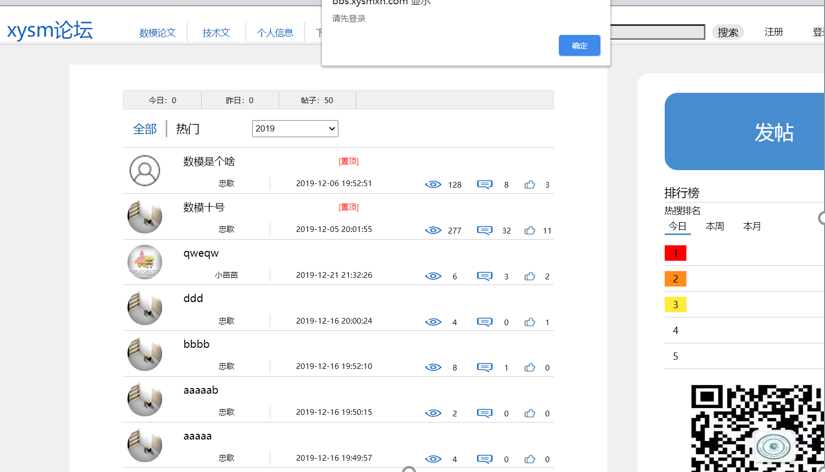 bbs.xysmxh.com 显示
请先登录
确定
xysm论坛
数模论文 技术文 个人信息
搜索 注册
今日：0 昨日：0 帖子：50
全部 热门 2019
数模是个啥 [置顶]
忠歌 2019-12-06 19:52:51 128 8 3
数模十号 [置顶]
忠歌 2019-12-05 20:01:55 277 32 11
qweqw
小苗苗 2019-12-21 21:32:26 6 3 2
ddd
忠歌 2019-12-16 20:00:24 4 0 1
bbbb
忠歌 2019-12-16 19:52:10 8 1 0
aaaaab
忠歌 2019-12-16 19:50:15 2 0 0
aaaaa
忠歌 2019-12-16 19:49:57 4 0 0
发帖
排行榜
热搜排名
今日 本周 本月
1
2
3
4
5